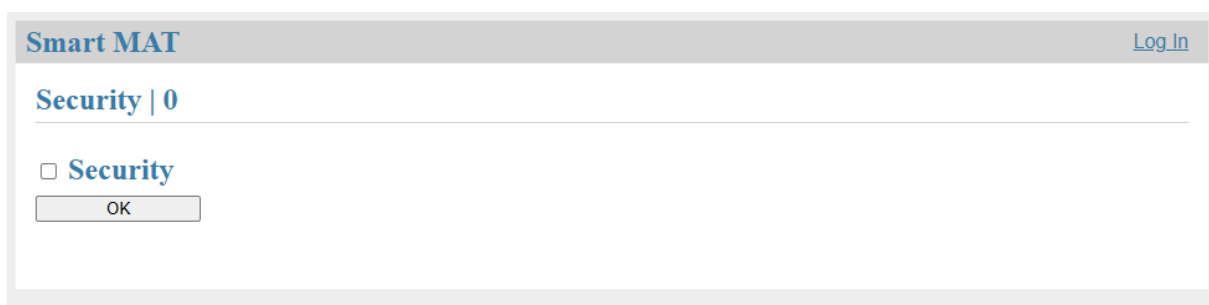 Smart MAT
Log In
Security | 0
Security
OK